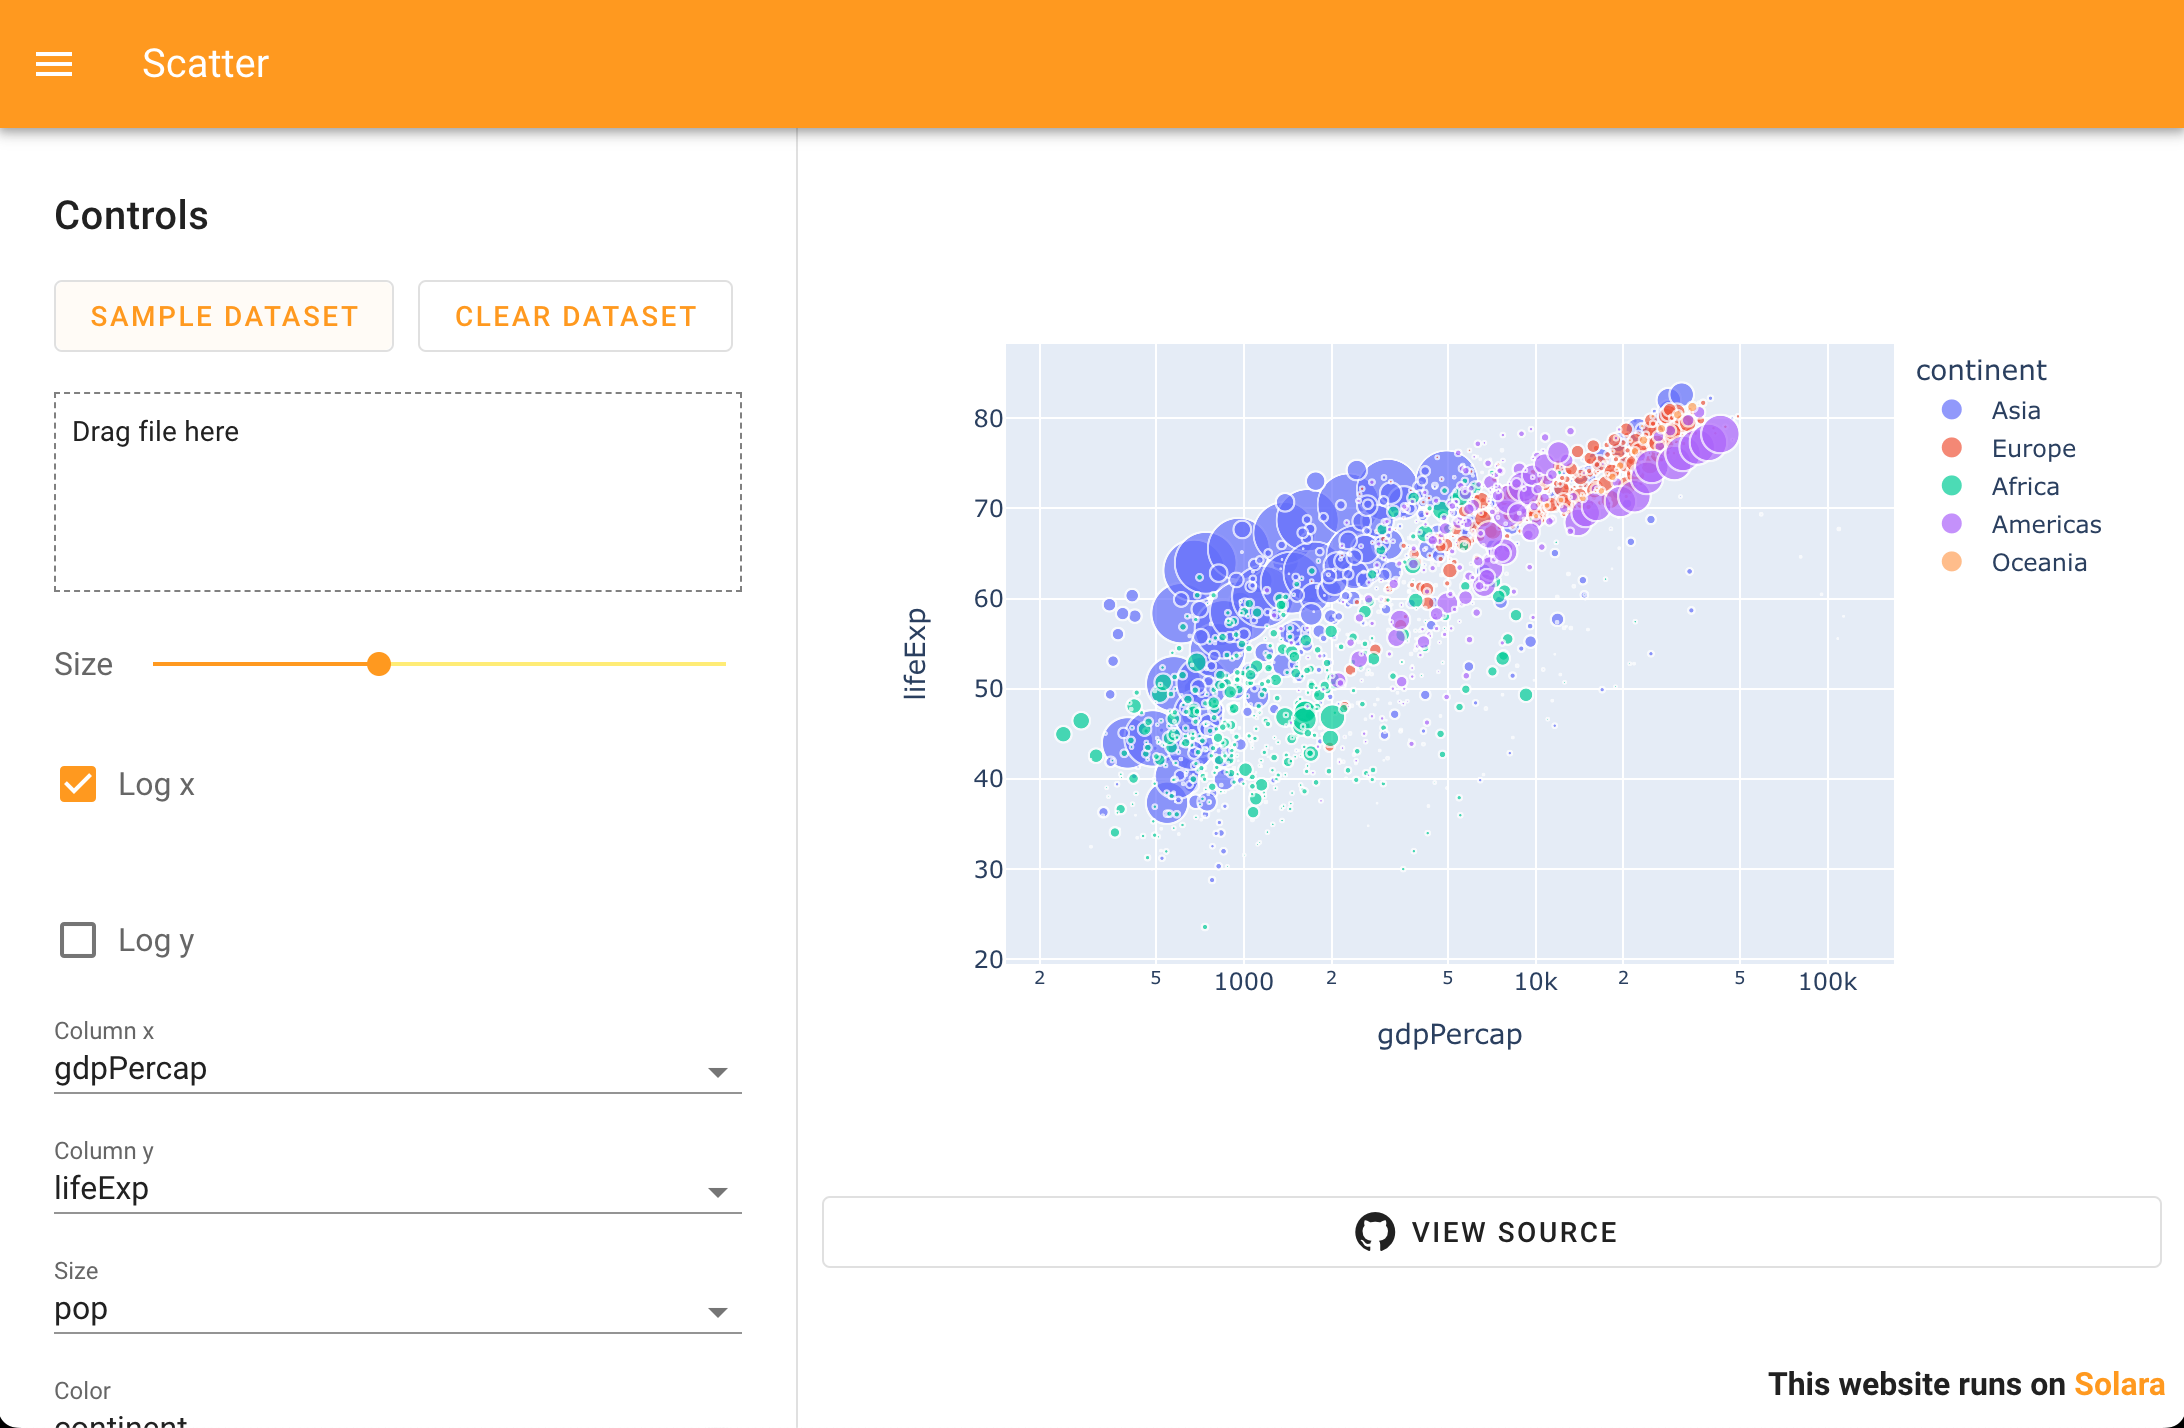 Scatter
Controls
SAMPLE DATASET
CLEAR DATASET
Drag file here
Size
Log x
Log y
Column x
gdpPercap
Column y
lifeExp
Size
pop
Color
continent
80
70
60
50
40
30
20
lifeExp
2
5
1000
2
5
10k
2
5
100k
gdpPercap
continent
Asia
Europe
Africa
Americas
Oceania
VIEW SOURCE
This website runs on Solara